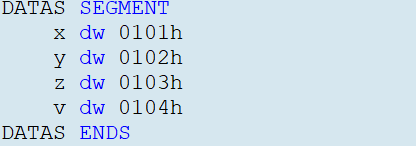 DATAS SEGMENT
    x dw 0101h
    y dw 0102h
    z dw 0103h
    v dw 0104h
DATAS ENDS